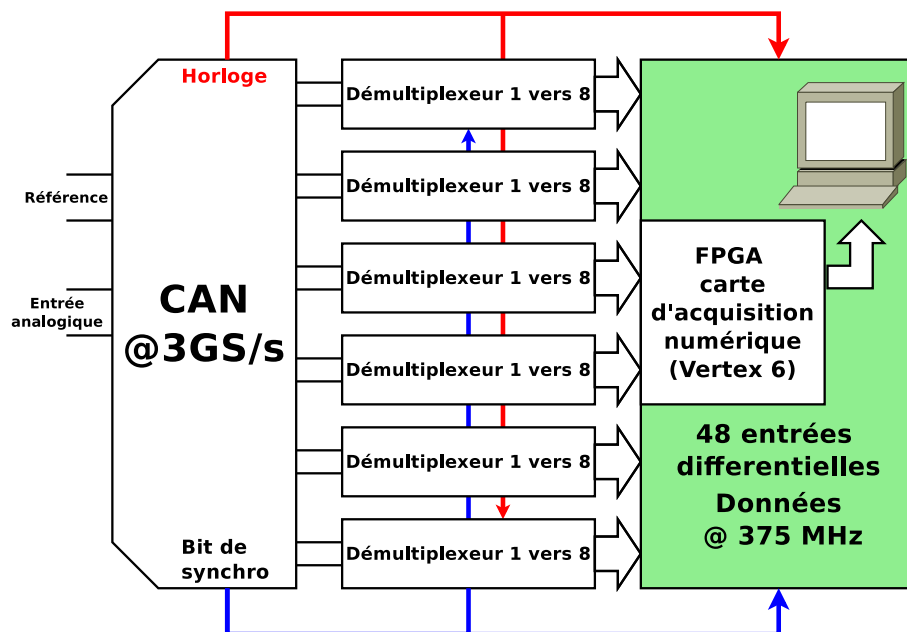 Horloge
Référence
Entrée
analogique
CAN
@3GS/s
Bit de
synchro
Démultiplexeur 1 vers 8
Démultiplexeur 1 vers 8
Démultiplexeur 1 vers 8
Démultiplexeur 1 vers 8
Démultiplexeur 1 vers 8
Démultiplexeur 1 vers 8
FPGA
carte
d'acquisition
numérique
(Vertex 6)
48 entrées
differentielles
Données
@ 375 MHz